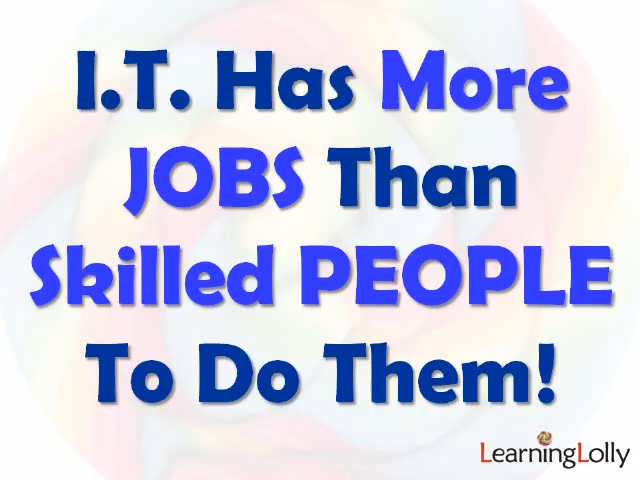 I.T. Has More
JOBS Than
Skilled PEOPLE
To Do Them!
LearningLolly